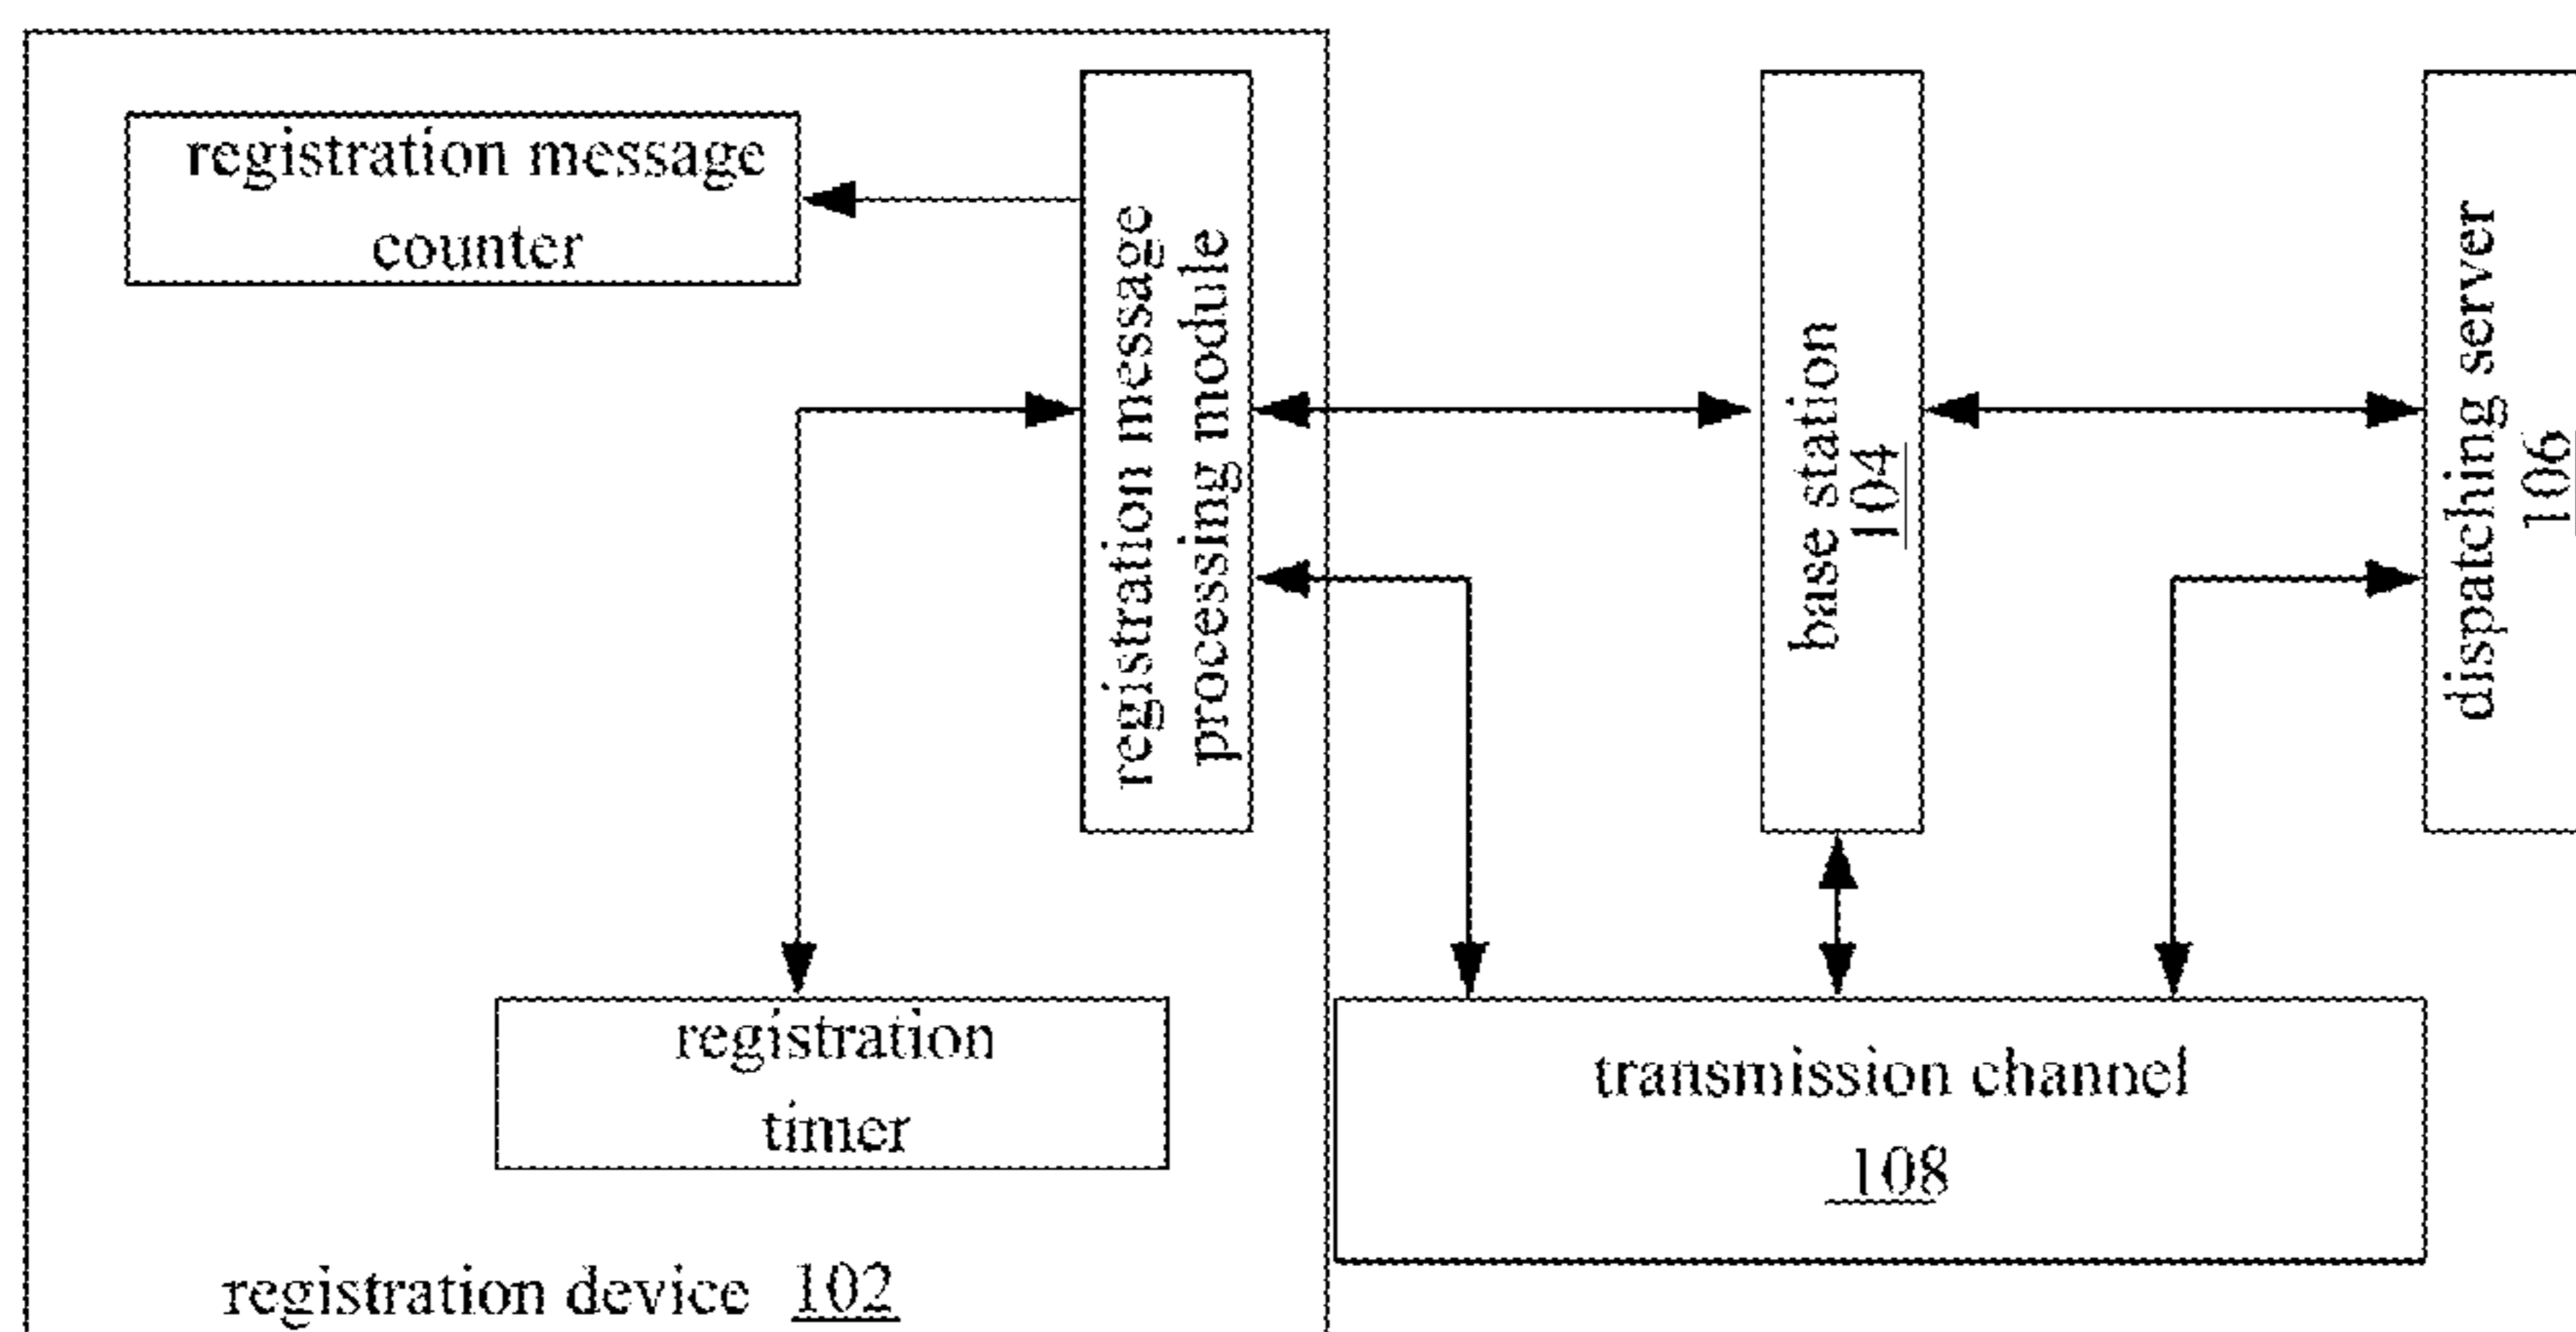 registration message
counter
registration message
processing module
base station
104
dispatching server
106
registration
timer
transmission channel
108
registration device 102